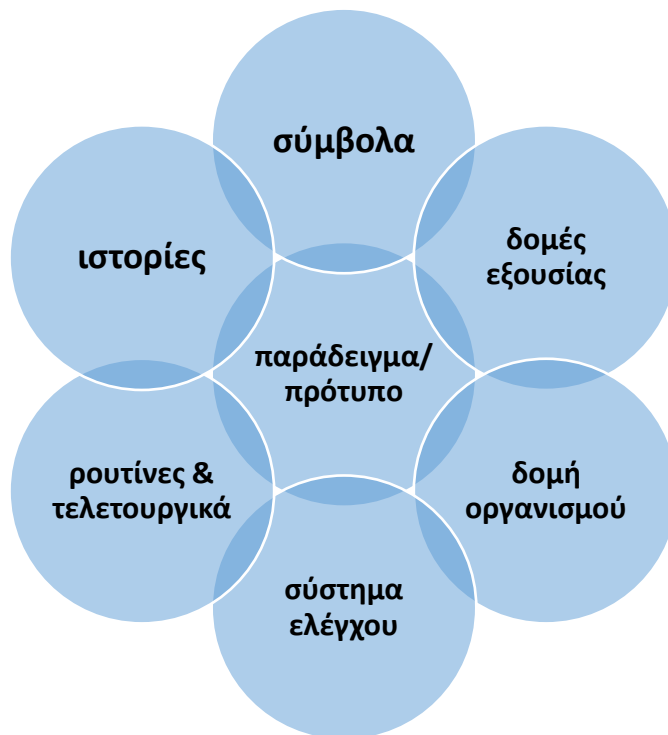 σύμβολα
ιστορίες
δομές
εξουσίας
παράδειγμα/
πρότυπο
ρουτίνες &
τελετουργικά
δομή
οργανισμού
σύστημα
ελέγχου